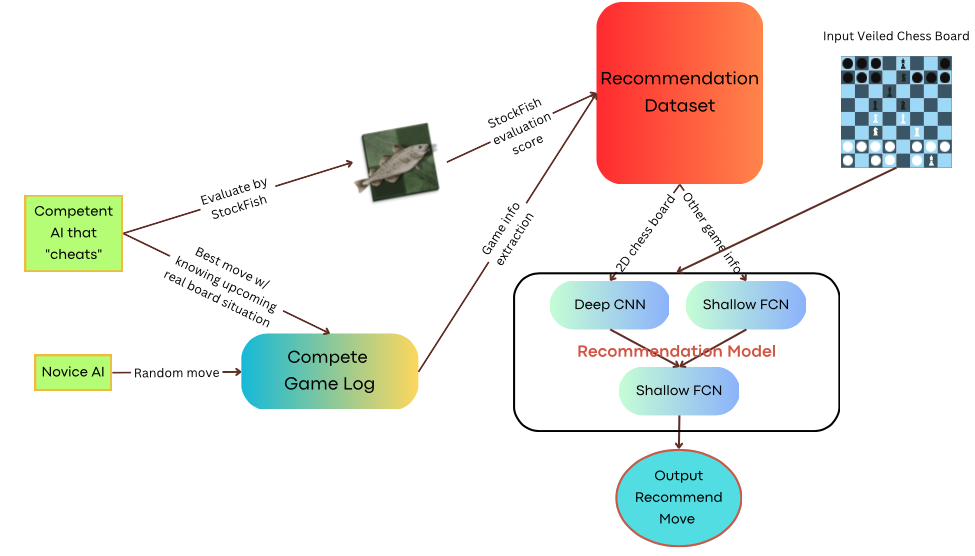 Input Veiled Chess Board
Recommendation
Dataset
StockFish
evaluation
score
Evaluate by
StockFish
Competent
AI that
"cheats"
Best move w/
knowing upcoming
real board situation
Game info
extraction
2D chess board
Other game info
Deep CNN
Shallow FCN
Recommendation Model
Shallow FCN
Compete
Game Log
Novice AI
Random move
Output
Recommend
Move